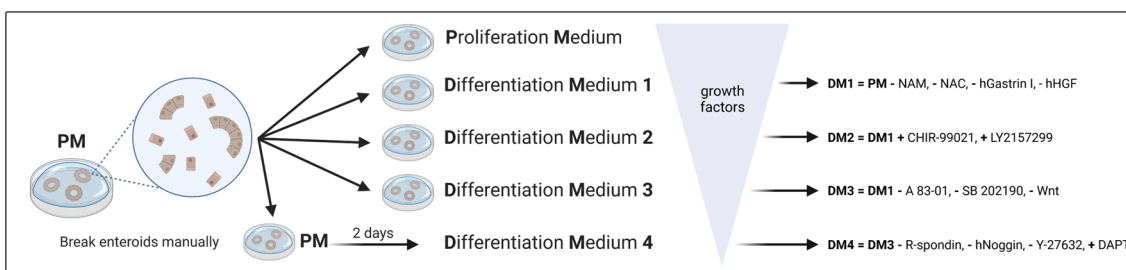 Proliferation Medium
Differentiation Medium 1
growth
factors
DM1 = PM - NAM, - NAC, - hGastrin I, - hHGF
PM
Differentiation Medium 2
DM2 = DM1 + CHIR-99021, + LY2157299
Differentiation Medium 3
DM3 = DM1 - A 83-01, - SB 202190, - Wnt
Break enteroids manually
PM
2 days
Differentiation Medium 4
DM4 = DM3 - R-spondin, - hNoggin, - Y-27632, + DAPT